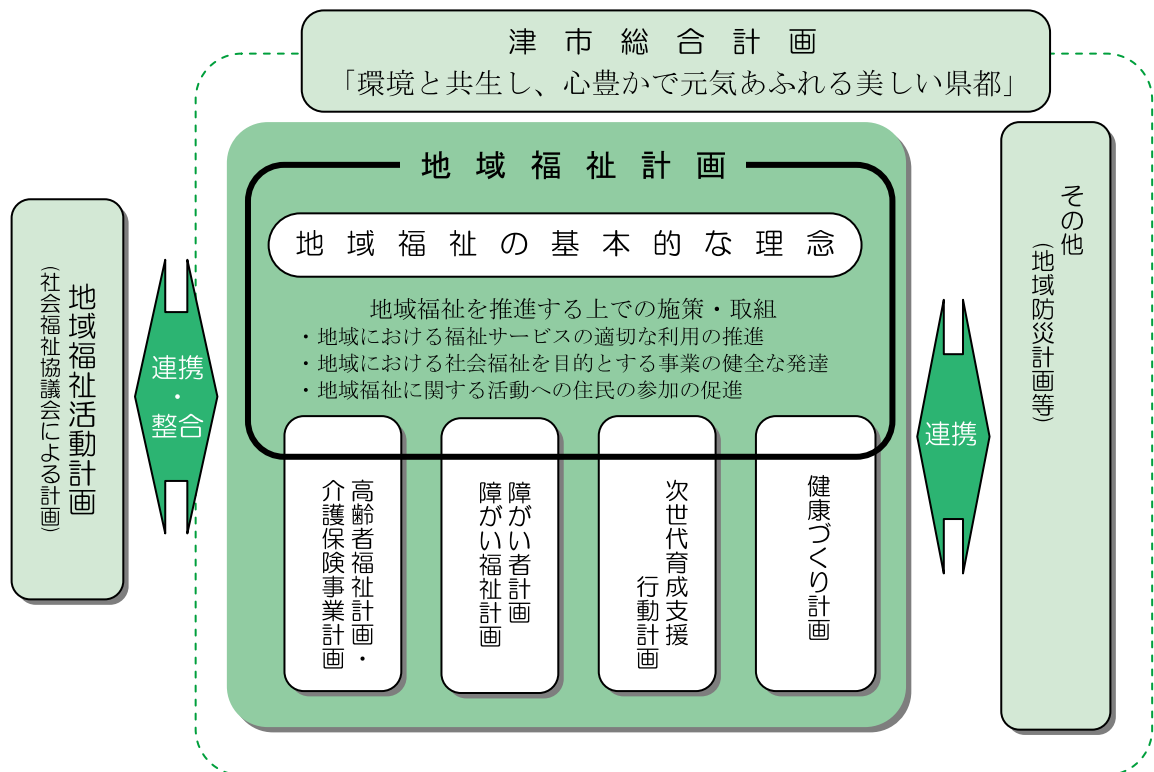 津市総合計画
「環境と共生し、心豊かで元気あふれる美しい県都」
地域福祉計画
地域福祉の基本的な理念
地域福祉を推進する上での施策・取組
・地域における福祉サービスの適切な利用の推進
・地域における社会福祉を目的とする事業の健全な発達
・地域福祉に関する活動への住民の参加の促進
高齢者福祉計画・
介護保険事業計画
障がい者計画
障がい福祉計画
次世代育成支援
行動計画
健康づくり計画
地域福祉活動計画
(社会福祉協議会による計画)
連携
・
整合
連携
その他
(地域防災計画等)